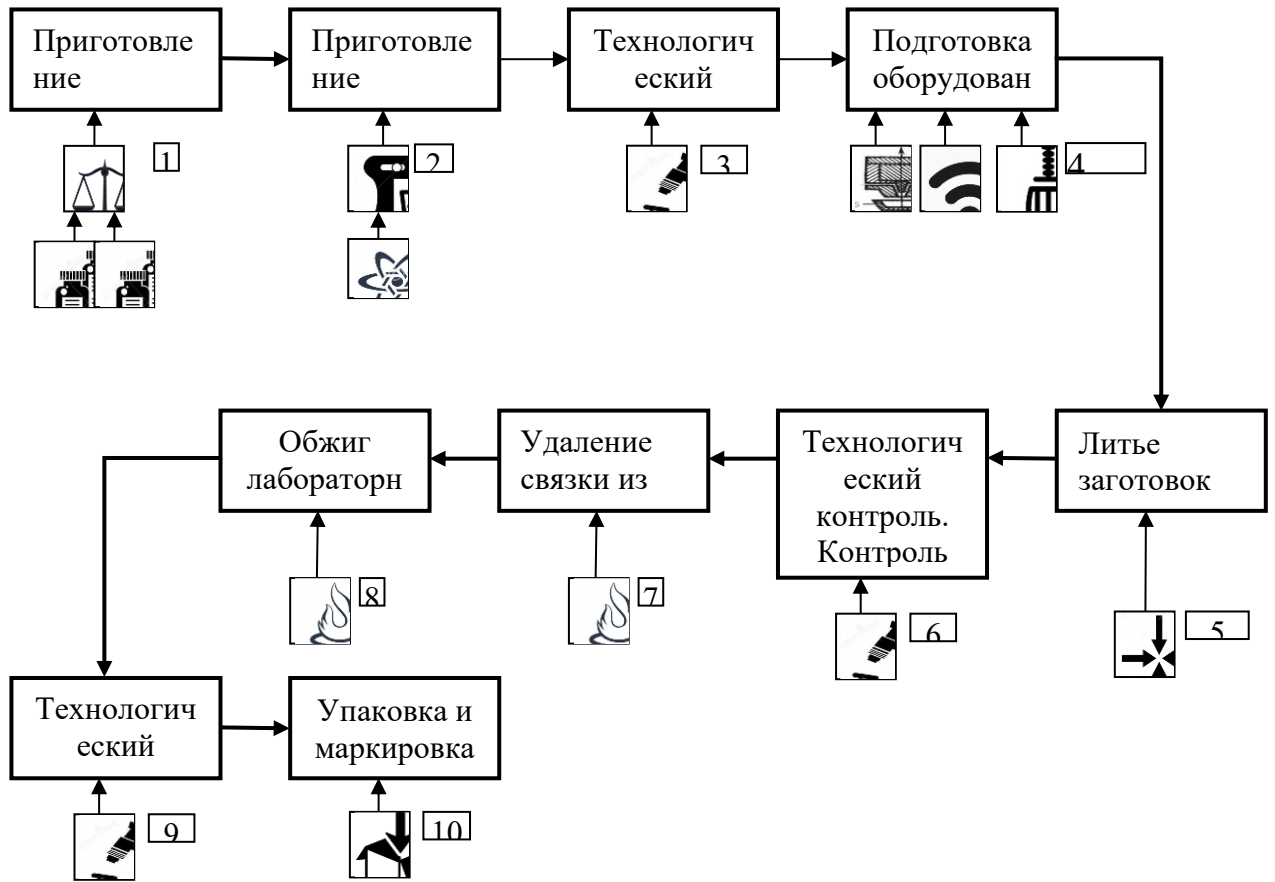 Приготовле
ние
Приготовле
ние
Технологич
еский
Подготовка
оборудован
1
2
3
4
Обжиг
лабораторн
Удаление
связки из
Технологич
еский
контроль.
Контроль
Литье
заготовок
8
7
6
5
Технологич
еский
Упаковка и
маркировка
9
10